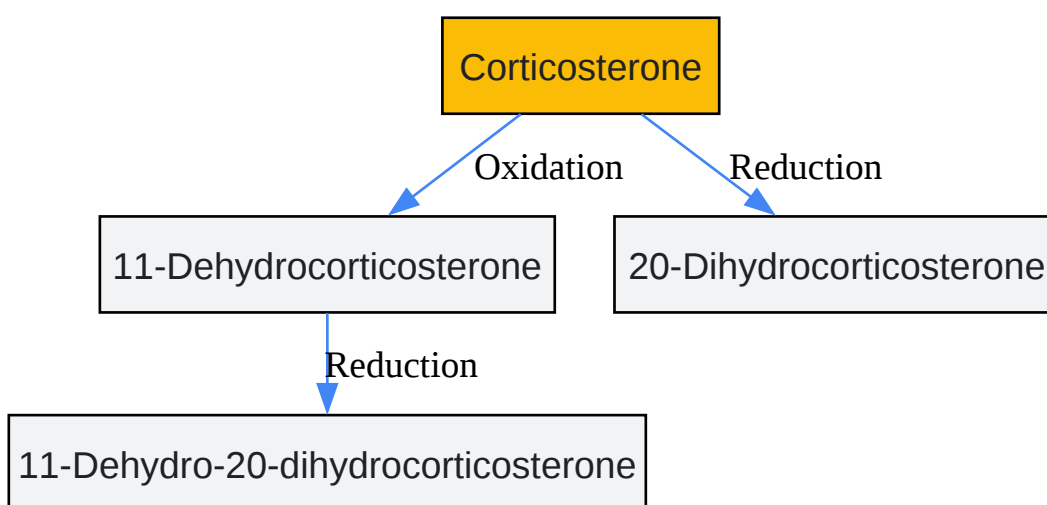 Corticosterone
Oxidation
Reduction
11-Dehydrocorticosterone
20-Dihydrocorticosterone
Reduction
11-Dehydro-20-dihydrocorticosterone